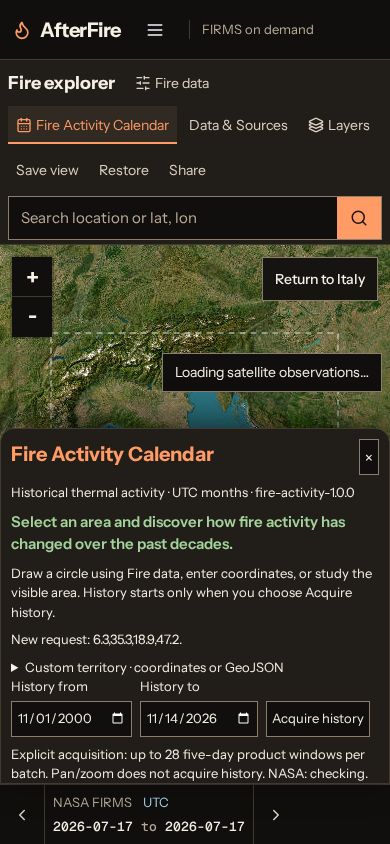 AfterFire
FIRMS on demand
Fire explorer
Fire data
Fire Activity Calendar
Data & Sources
Layers
Save view
Restore
Share
Search location or lat, lon
+
-
Return to Italy
Loading satellite observations...
Fire Activity Calendar
×
Historical thermal activity · UTC months · fire-activity-1.0.0
Select an area and discover how fire activity has
changed over the past decades.
Draw a circle using Fire data, enter coordinates, or study the
visible area. History starts only when you choose Acquire
history.
New request: 6.3,35.3,18.9,47.2.
▶ Custom territory · coordinates or GeoJSON
History from
History to
11/01/2000
11/14/2026
Acquire history
Explicit acquisition: up to 28 five-day product windows per
batch. Pan/zoom does not acquire history. NASA: checking.
NASA FIRMS UTC
2026-07-17 to 2026-07-17